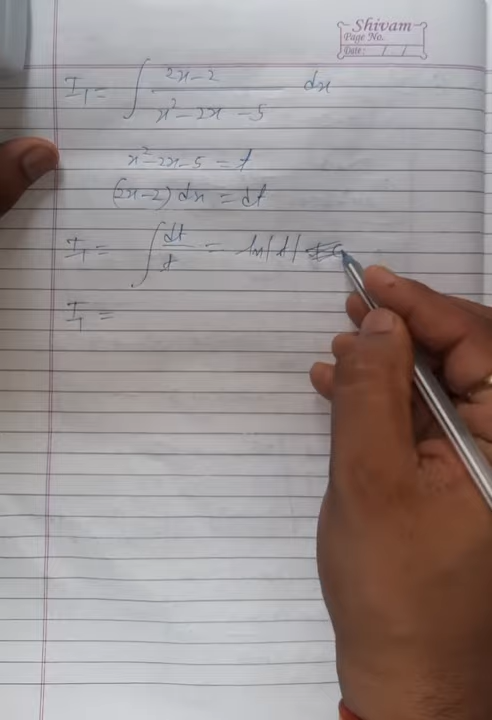 Shivam
Page No.
Date: / /
I₁ = ∫ (2x-2)/(x²-2x-5) dx
x²-2x-5 = t
(2x-2) dx = dt
I₁ = ∫ dt/t = ln|t|
I₁ =